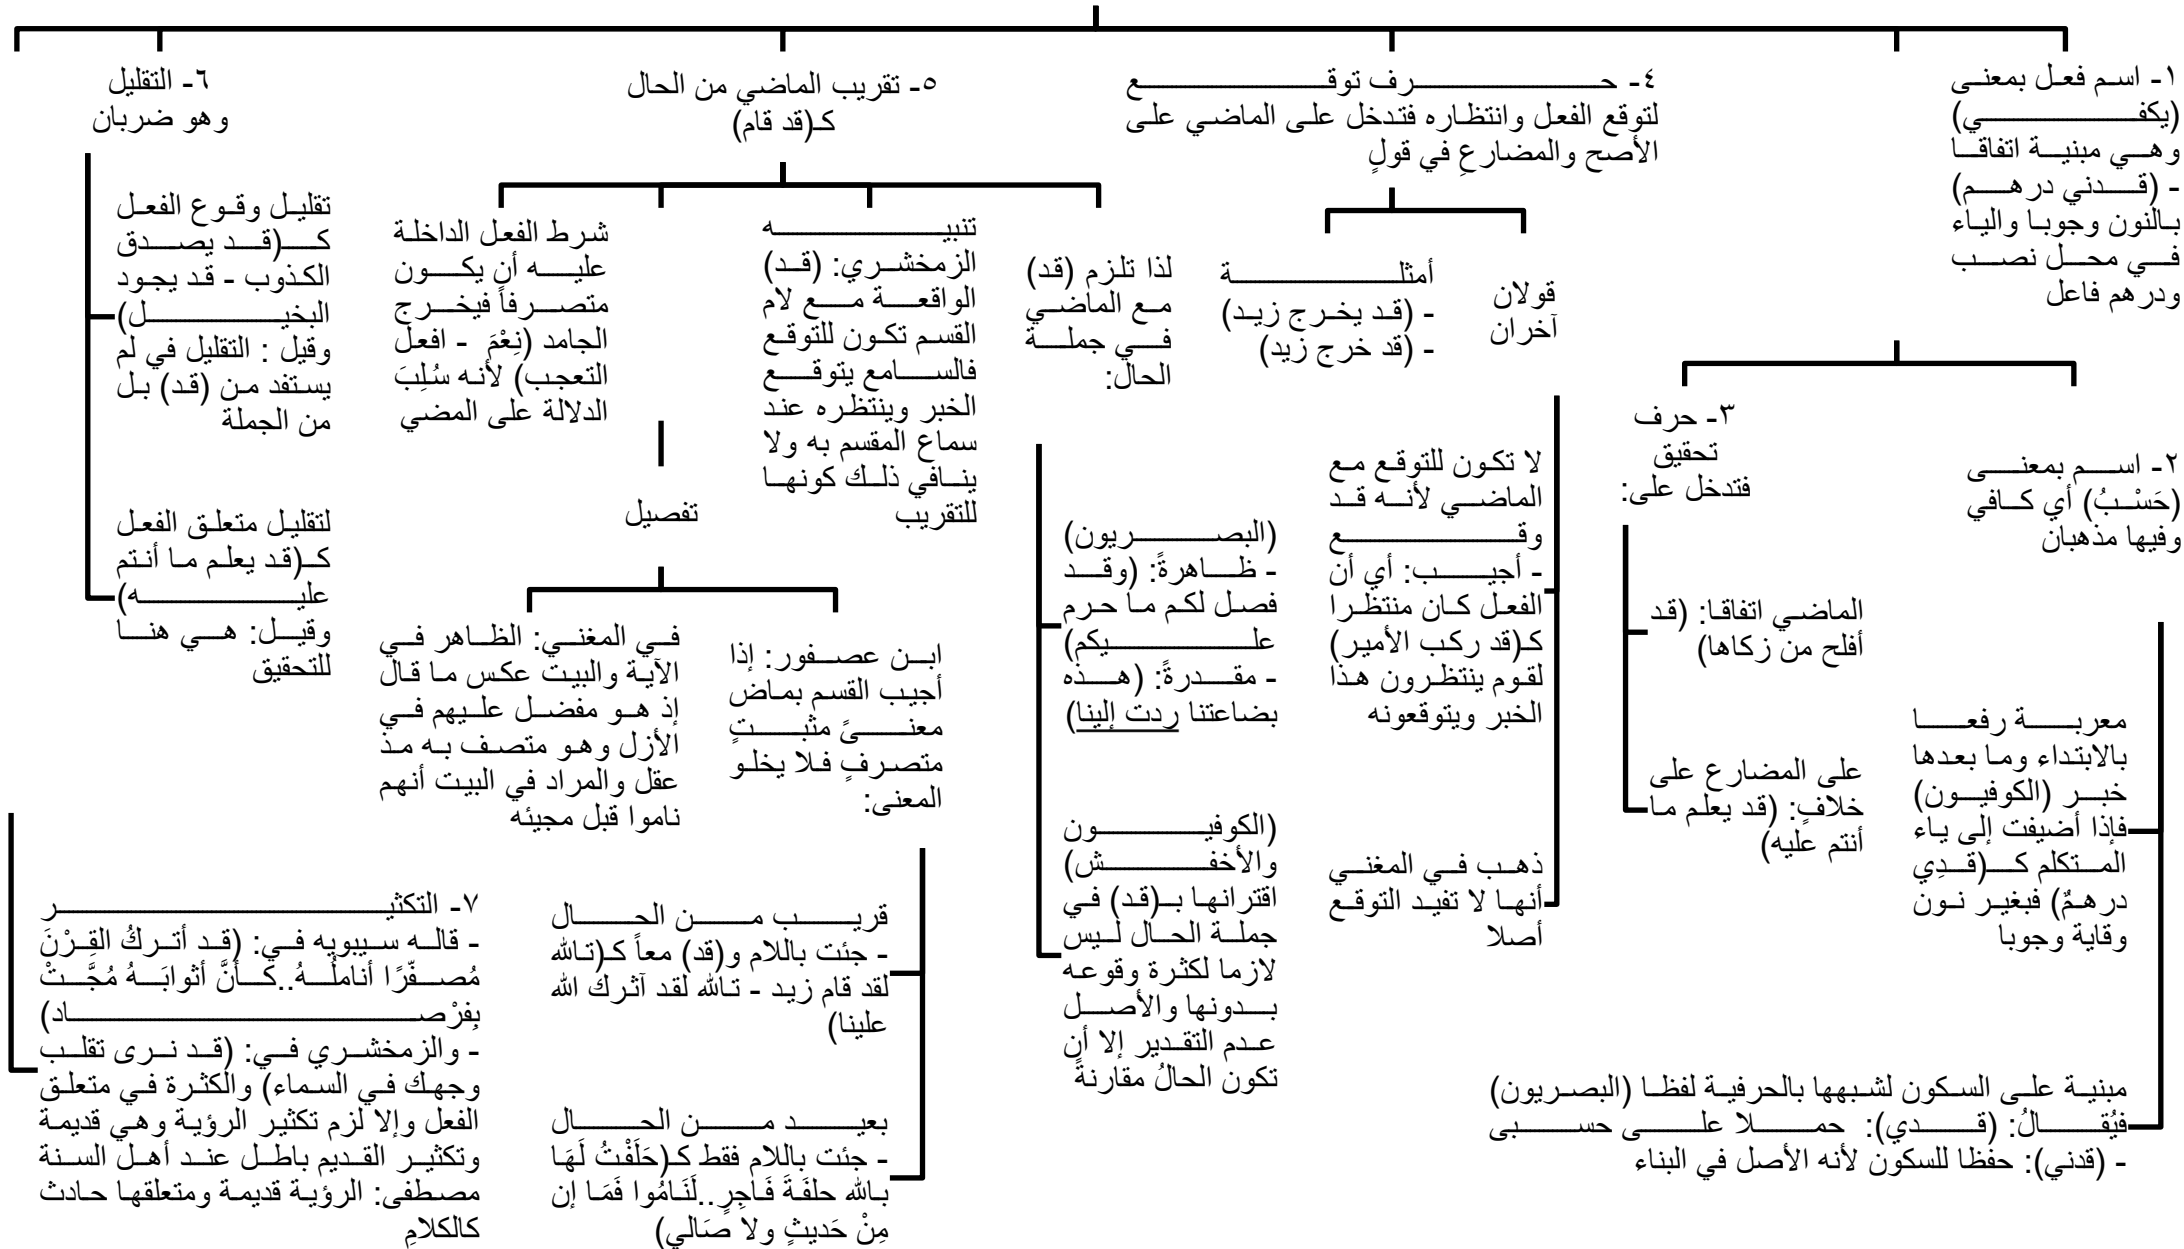 ١- اسم فعل بمعنى
(يكفي)
وهي مبنية اتفاقا
- (قدني درهم)
بالنون وجوبا والياء
في محل نصب
ودرهم فاعل
٢- اسم بمعنى
(حَسْبُ) أي كافي
وفيها مذهبان
معربة رفعا
بالابتداء وما بعدها
خبر (الكوفيون)
فإذا أضيفت إلى ياء
المتكلم كـ(قدِي
درهمٌ) فبغير نون
وقاية وجوبا
مبنية على السكون لشبهها بالحرفية لفظا (البصريون)
فيُقالُ: (قدي): حملا على حسبى
- (قدني): حفظا للسكون لأنه الأصل في البناء
٣- حرف
تحقيق
فتدخل على:
الماضي اتفاقا: (قد
أفلح من زكاها)
على المضارع على
خلافٍ: (قد يعلم ما
أنتم عليه)
٤- حرف توقع
لتوقع الفعل وانتظاره فتدخل على الماضي على
الأصح والمضارعِ في قولٍ
قولان
آخران
لا تكون للتوقع مع
الماضي لأنه قد
وقع
- أجيب: أي أن
الفعل كان منتظرا
كـ(قد ركب الأمير)
لقوم ينتظرون هذا
الخبر ويتوقعونه
ذهب في المغني
أنها لا تفيد التوقع
أصلا
أمثلة
- (قد يخرج زيد)
- (قد خرج زيد)
٥- تقريب الماضي من الحال
كـ(قد قام)
لذا تلزم (قد)
مع الماضي
في جملة
الحال:
(البصريون)
- ظاهرةً: (وقد
فصل لكم ما حرم
عليكم)
- مقدرةً: (هذه
بضاعتنا ردت إلينا)
(الكوفيون
والأخفش)
اقترانها بـ(قد) في
جملة الحال ليس
لازما لكثرة وقوعه
بدونها والأصل
عدم التقدير إلا أن
تكون الحالُ مقارنةً
تنبيه
الزمخشري: (قد)
الواقعة مع لام
القسم تكون للتوقع
فالسامع يتوقع
الخبر وينتظره عند
سماع المقسم به ولا
ينافي ذلك كونها
للتقريب
شرط الفعل الداخلة
عليه أن يكون
متصرفاً فيخرج
الجامد (نِعْمَ - افعل
التعجب) لأنه سُلِبَ
الدلالة على المضي
تفصيل
ابن عصفور: إذا
أجيب القسم بماض
معنىً مثبتٍ
متصرفٍ فلا يخلو
المعنى:
قريب من الحال
- جئت باللام و(قد) معاً كـ(تالله
لقد قام زيد - تالله لقد آثرك الله
علينا)
بعيد من الحال
- جئت باللام فقط كـ(حَلَفْتُ لَهَا
بالله حلفَةَ فَاجِرٍ..لَنَامُوا فَمَا إن
مِنْ حَديثٍ ولا صَالي)
في المغني: الظاهر في
الآية والبيت عكس ما قال
إذ هو مفضل عليهم في
الأزل وهو متصف به مذ
عقل والمراد في البيت أنهم
ناموا قبل مجيئه
٦- التقليل
وهو ضربان
تقليل وقوع الفعل
كـ(قد يصدق
الكذوب - قد يجود
البخيل)
وقيل : التقليل في لم
يستفد من (قد) بل
من الجملة
لتقليل متعلق الفعل
كـ(قد يعلم ما أنتم
عليه)
وقيل: هي هنا
للتحقيق
٧- التكثير
- قاله سيبويه في: (قد أتركُ القِرْنَ
مُصفّرًا أناملُهُ..كأنَّ أثوابَهُ مُجَّتْ
بِفِرْصاد)
- والزمخشري في: (قد نرى تقلب
وجهك في السماء) والكثرة في متعلق
الفعل وإلا لزم تكثير الرؤية وهي قديمة
وتكثير القديم باطل عند أهل السنة
مصطفى: الرؤية قديمة ومتعلقها حادث
كالكلامِ